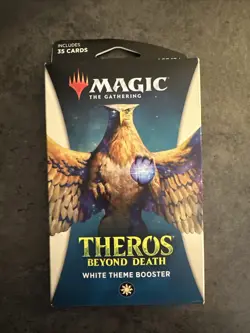 INCLUDES
35 CARDS
MAGIC
THE GATHERING
THEROS
BEYOND DEATH
WHITE THEME BOOSTER